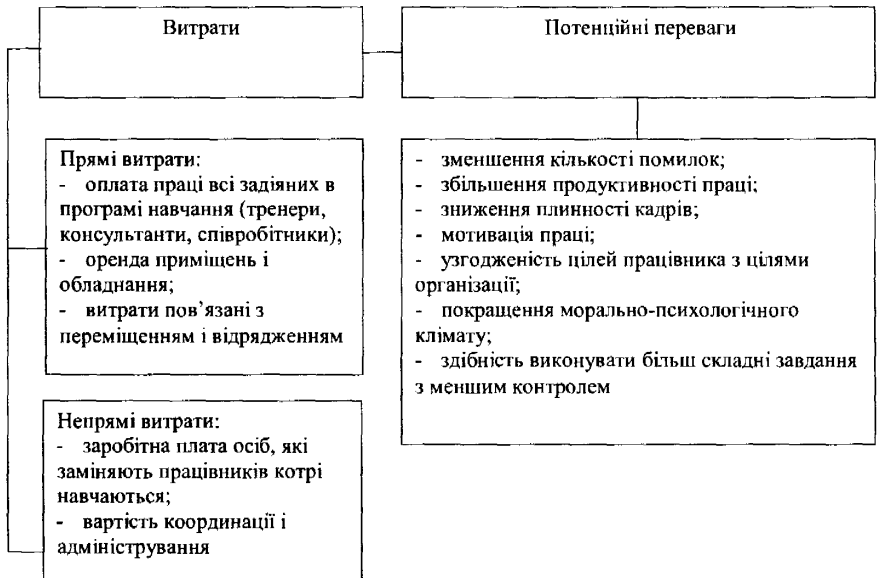 Витрати
Потенційні переваги
Прямі витрати:
- оплата праці всі задіяних в
програмі навчання (тренери,
консультанти, співробітники);
- оренда приміщень і
обладнання;
- витрати пов’язані з
переміщенням і відрядженням
Непрямі витрати:
- заробітна плата осіб, які
заміняють працівників котрі
навчаються;
- вартість координації і
адміністрування
- зменшення кількості помилок;
- збільшення продуктивності праці;
- зниження плинності кадрів;
- мотивація праці;
- узгодженість цілей працівника з цілями
організації;
- покращення морально-психологічного
клімату;
- здібність виконувати більш складні завдання
з меншим контролем